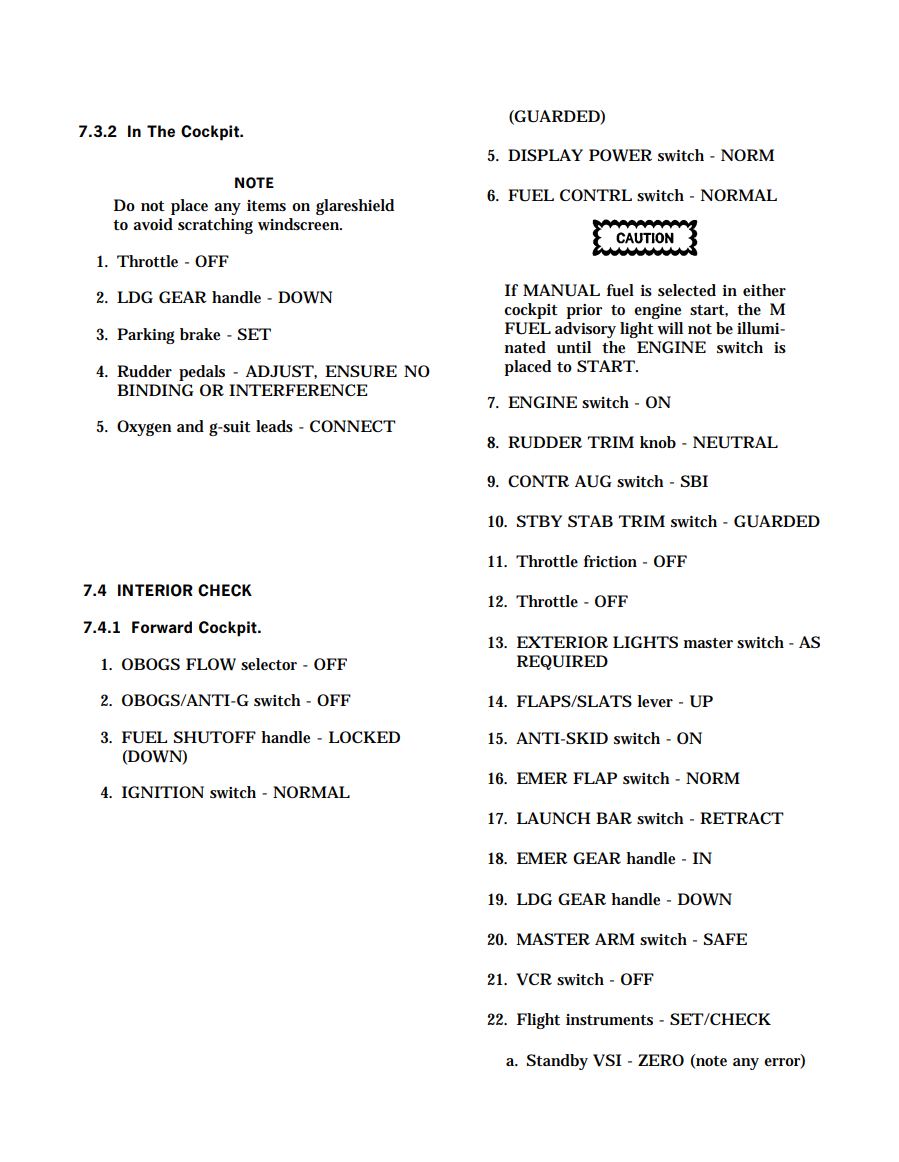 7.3.2 In The Cockpit.
NOTE
Do not place any items on glareshield
to avoid scratching windscreen.
1. Throttle - OFF
2. LDG GEAR handle - DOWN
3. Parking brake - SET
4. Rudder pedals - ADJUST, ENSURE NO
BINDING OR INTERFERENCE
5. Oxygen and g-suit leads - CONNECT
7.4 INTERIOR CHECK
7.4.1 Forward Cockpit.
1. OBOGS FLOW selector - OFF
2. OBOGS/ANTI-G switch - OFF
3. FUEL SHUTOFF handle - LOCKED
(DOWN)
4. IGNITION switch - NORMAL
(GUARDED)
5. DISPLAY POWER switch - NORM
6. FUEL CONTRL switch - NORMAL
CAUTION
If MANUAL fuel is selected in either
cockpit prior to engine start, the M
FUEL advisory light will not be illumi-
nated until the ENGINE switch is
placed to START.
7. ENGINE switch - ON
8. RUDDER TRIM knob - NEUTRAL
9. CONTR AUG switch - SBI
10. STBY STAB TRIM switch - GUARDED
11. Throttle friction - OFF
12. Throttle - OFF
13. EXTERIOR LIGHTS master switch - AS
REQUIRED
14. FLAPS/SLATS lever - UP
15. ANTI-SKID switch - ON
16. EMER FLAP switch - NORM
17. LAUNCH BAR switch - RETRACT
18. EMER GEAR handle - IN
19. LDG GEAR handle - DOWN
20. MASTER ARM switch - SAFE
21. VCR switch - OFF
22. Flight instruments - SET/CHECK
a. Standby VSI - ZERO (note any error)